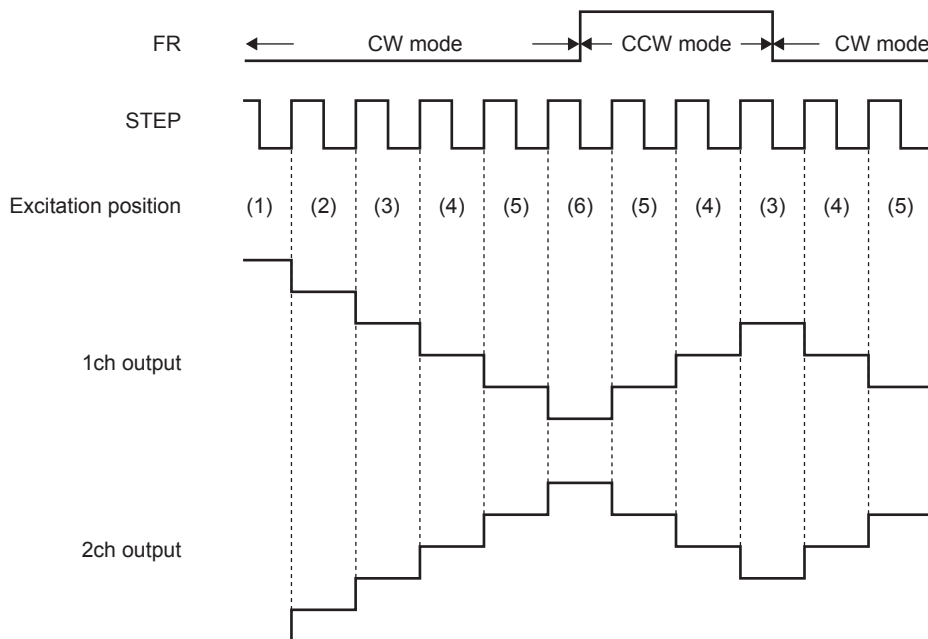 FR
CW mode
CCW mode
CW mode
STEP
Excitation position
(1) (2) (3) (4) (5) (6) (5) (4) (3) (4) (5)
1ch output
2ch output